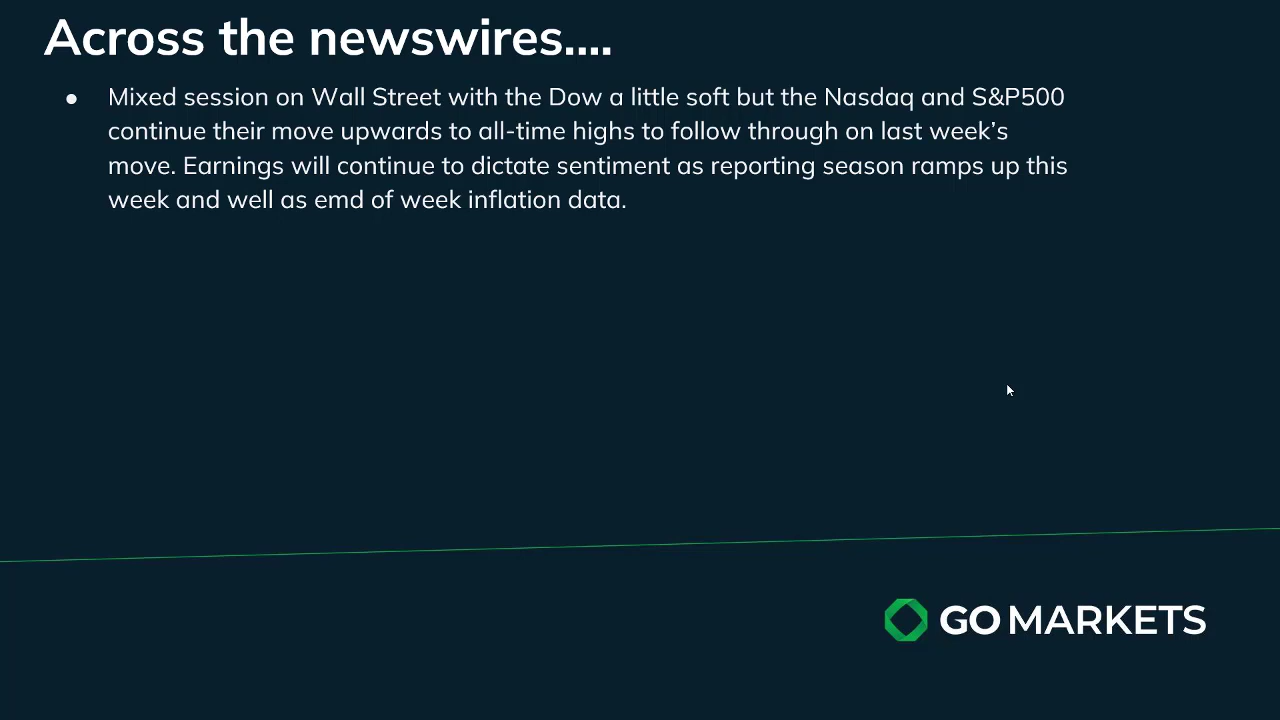 Across the newswires....
● Mixed session on Wall Street with the Dow a little soft but the Nasdaq and S&P500
continue their move upwards to all-time highs to follow through on last week’s
move. Earnings will continue to dictate sentiment as reporting season ramps up this
week and well as emd of week inflation data.
GO MARKETS